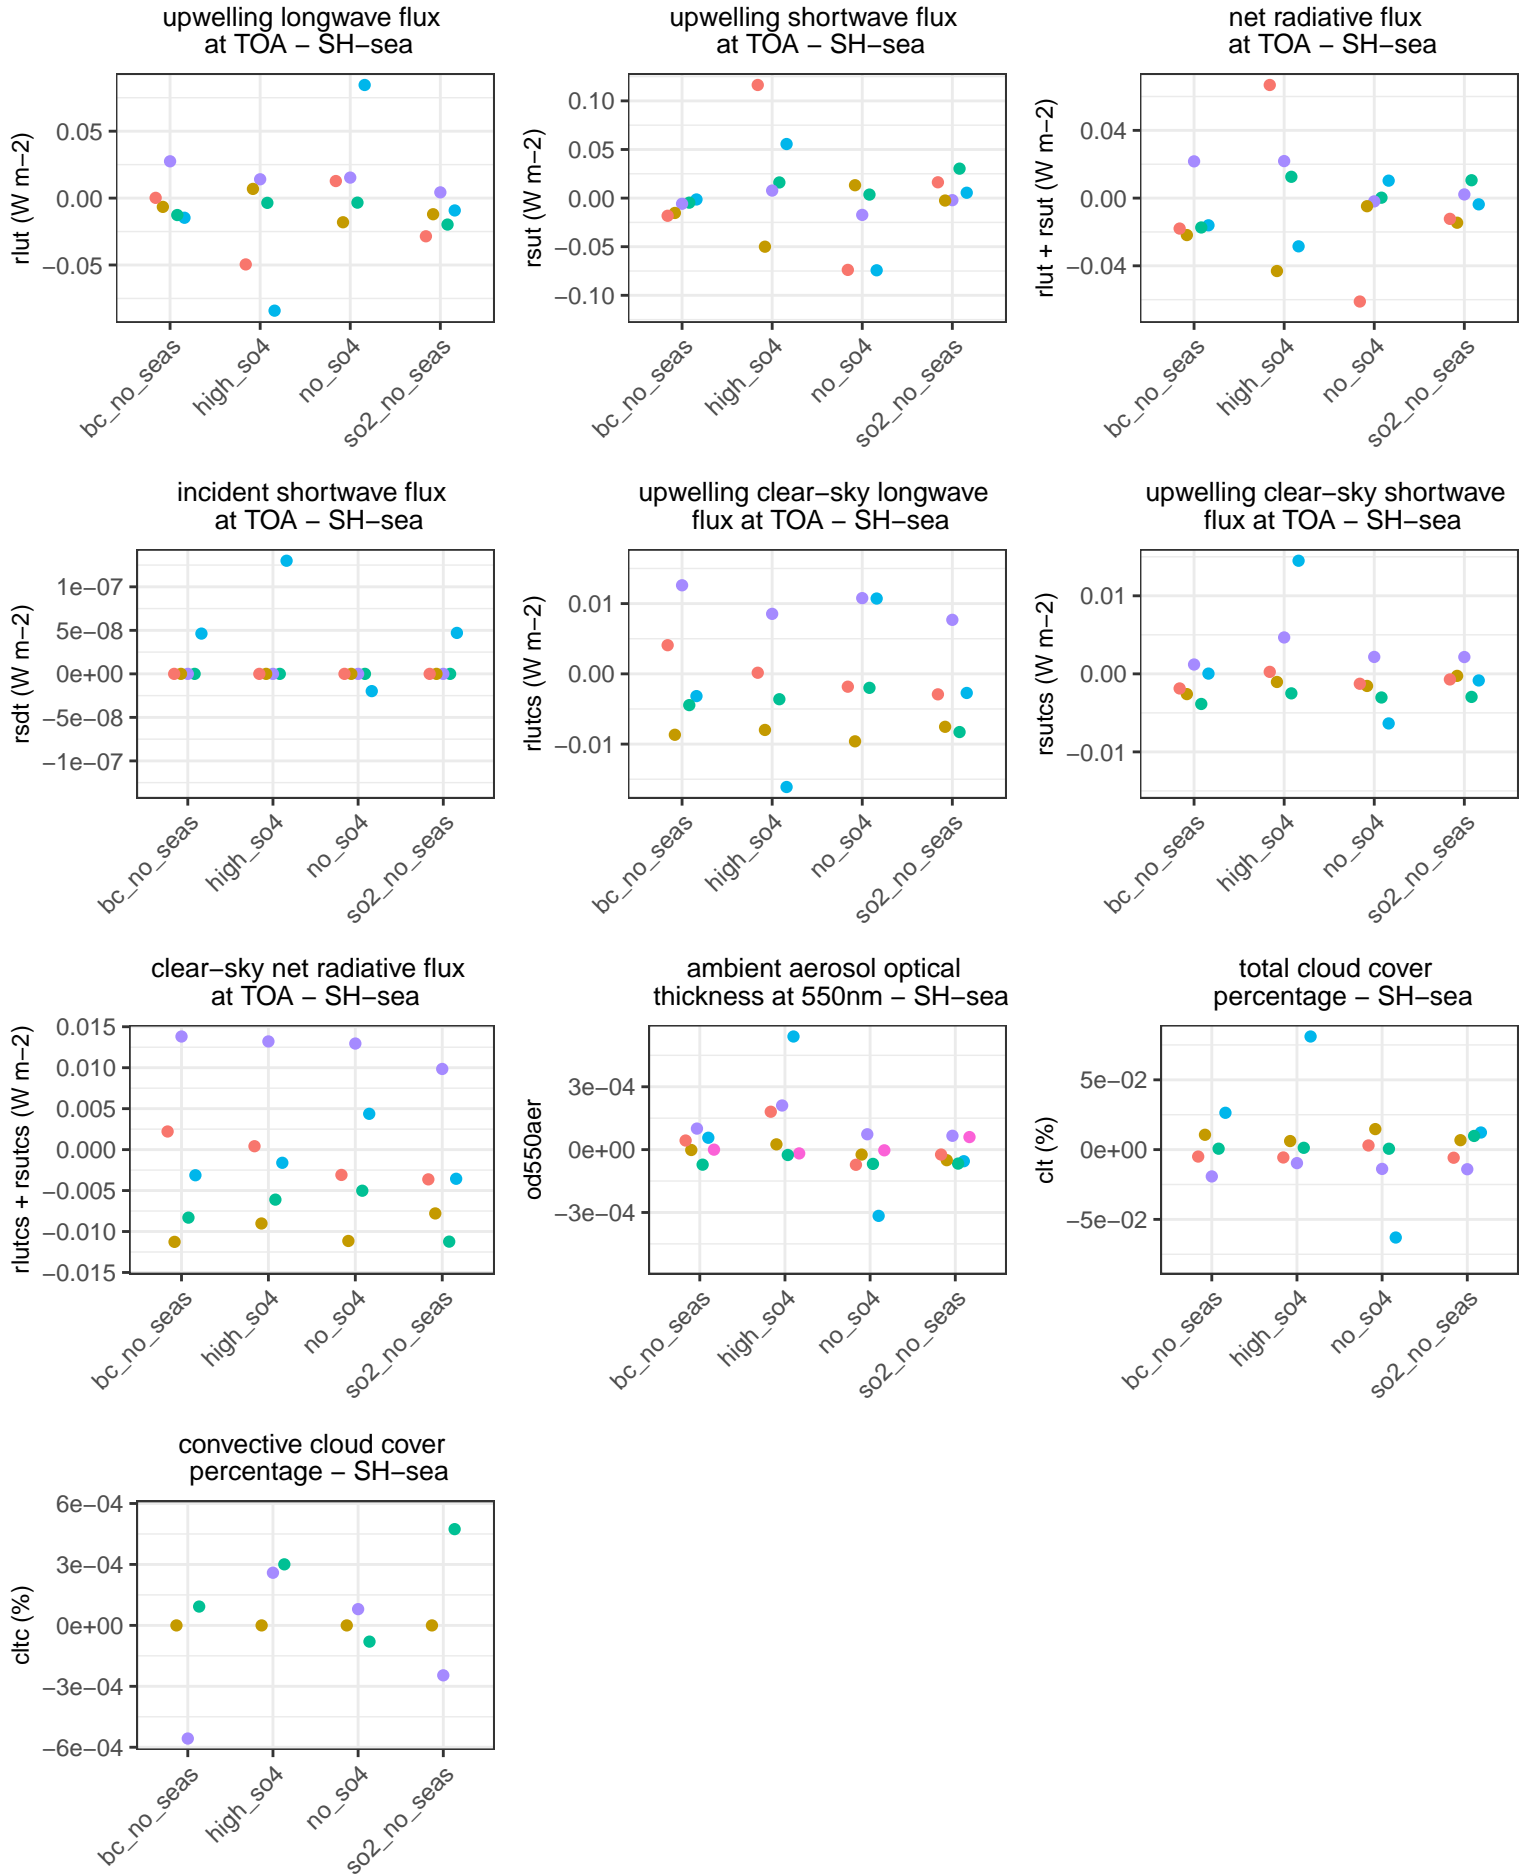 upwelling longwave flux
at TOA − SH−sea
rlut (W m−2)
0.05
0.00
−0.05
bc_no_seas
high_so4
no_so4
so2_no_seas
upwelling shortwave flux
at TOA − SH−sea
rsut (W m−2)
0.10
0.05
0.00
−0.05
−0.10
bc_no_seas
high_so4
no_so4
so2_no_seas
net radiative flux
at TOA − SH−sea
rlut + rsut (W m−2)
0.04
0.00
−0.04
bc_no_seas
high_so4
no_so4
so2_no_seas
incident shortwave flux
at TOA − SH−sea
rsdt (W m−2)
1e−07
5e−08
0e+00
−5e−08
−1e−07
bc_no_seas
high_so4
no_so4
so2_no_seas
upwelling clear−sky longwave
flux at TOA − SH−sea
rlutcs (W m−2)
0.01
0.00
−0.01
bc_no_seas
high_so4
no_so4
so2_no_seas
upwelling clear−sky shortwave
flux at TOA − SH−sea
rsutcs (W m−2)
0.01
0.00
−0.01
bc_no_seas
high_so4
no_so4
so2_no_seas
clear−sky net radiative flux
at TOA − SH−sea
rlutcs + rsutcs (W m−2)
0.015
0.010
0.005
0.000
−0.005
−0.010
−0.015
bc_no_seas
high_so4
no_so4
so2_no_seas
ambient aerosol optical
thickness at 550nm − SH−sea
od550aer
3e−04
0e+00
−3e−04
bc_no_seas
high_so4
no_so4
so2_no_seas
total cloud cover
percentage − SH−sea
clt (%)
5e−02
0e+00
−5e−02
bc_no_seas
high_so4
no_so4
so2_no_seas
convective cloud cover
percentage − SH−sea
cltc (%)
6e−04
3e−04
0e+00
−3e−04
−6e−04
bc_no_seas
high_so4
no_so4
so2_no_seas